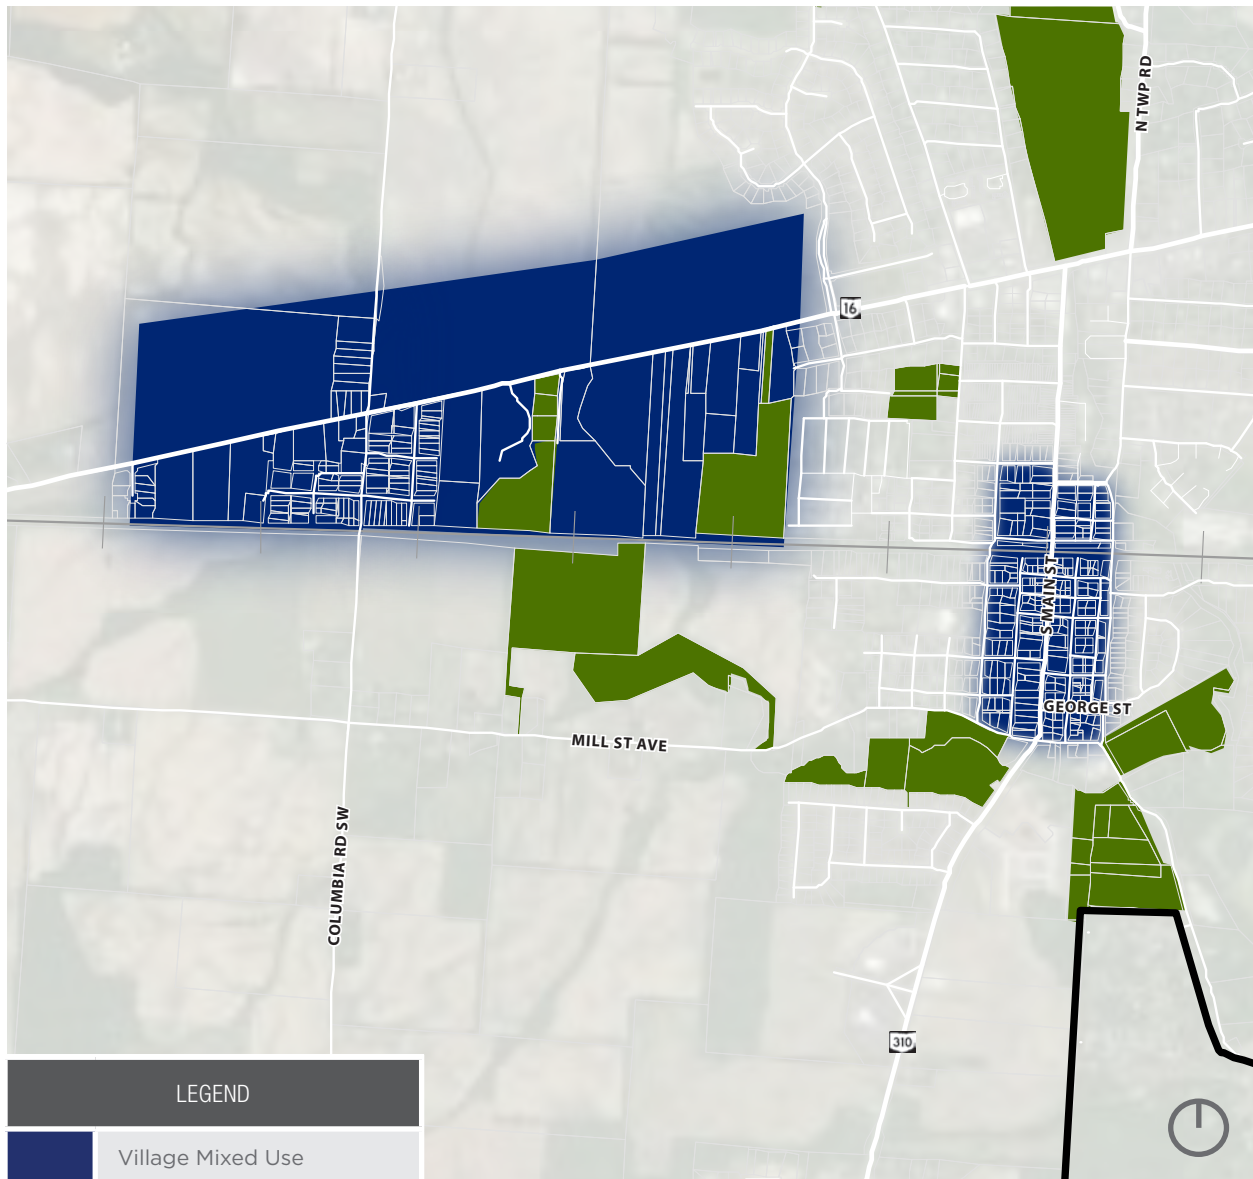 N TWP RD
16
S MAIN ST
GEORGE ST
MILL ST AVE
COLUMBIA RD SW
310
LEGEND
Village Mixed Use